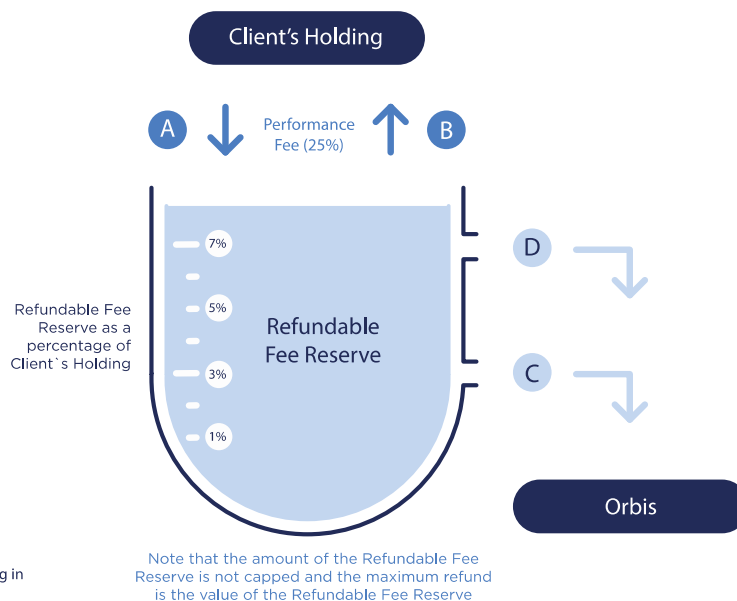 Client's Holding
A
Performance
Fee (25%)
B
7%
5%
3%
1%
Refundable Fee
Reserve as a
percentage of
Client`s Holding
Refundable
Fee Reserve
D
C
Orbis
g in
Note that the amount of the Refundable Fee
Reserve is not capped and the maximum refund
is the value of the Refundable Fee Reserve